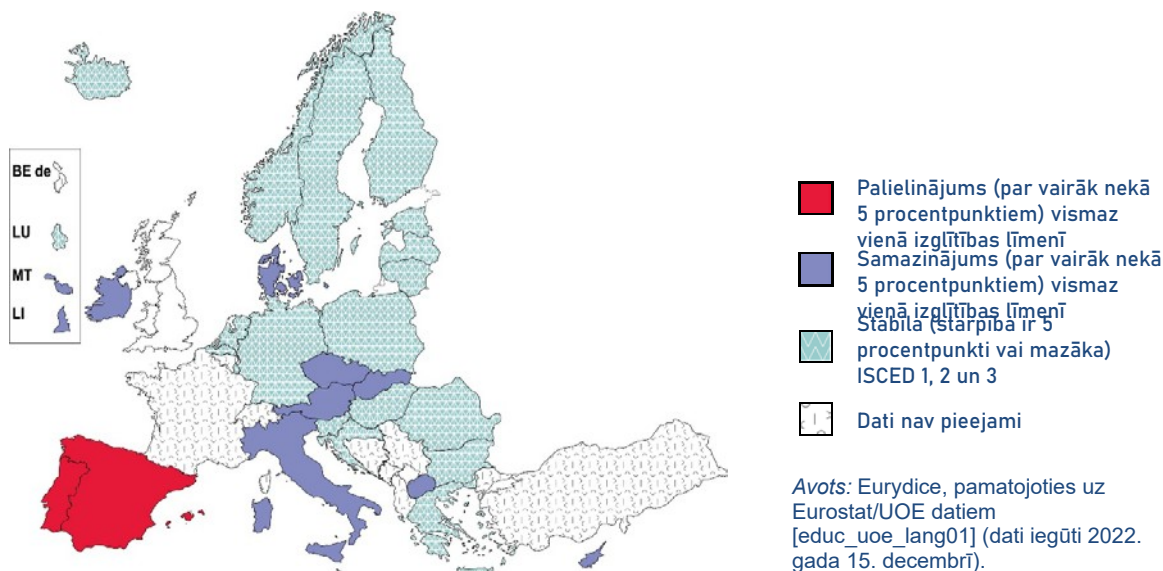 BE de
LU
MT
LI
Palielinājums (par vairāk nekā
5 procentpunktiem) vismaz
vienā izglītības līmenī
Samazinājums (par vairāk nekā
5 procentpunktiem) vismaz
vienā izglītības līmenī
Stabila (starpība ir 5
procentpunkti vai mazāka)
ISCED 1, 2 un 3
Dati nav pieejami
Avots: Eurydice, pamatojoties uz
Eurostat/UOE datiem
[educ_uoe_lang01] (dati iegūti 2022.
gada 15. decembrī).